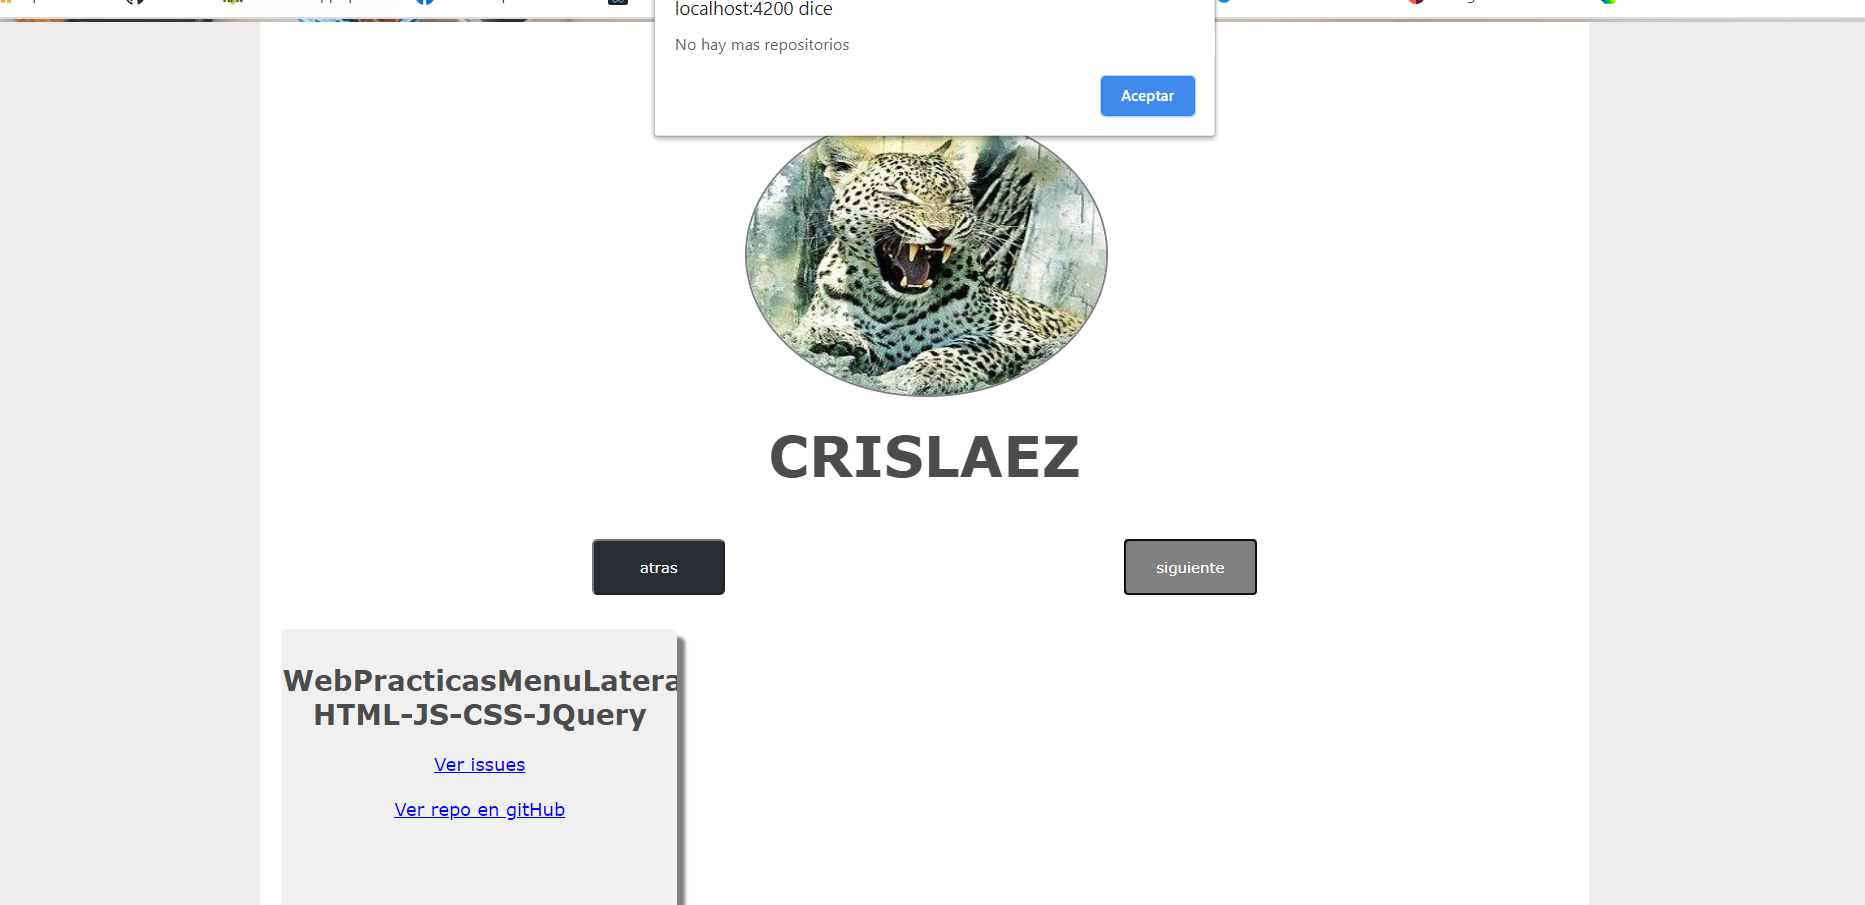 localhost:4200 dice
No hay mas repositorios
Aceptar
CRISLAEZ
atras
siguiente
WebPracticasMenuLatera
HTML-JS-CSS-JQuery
Ver issues
Ver repo en gitHub